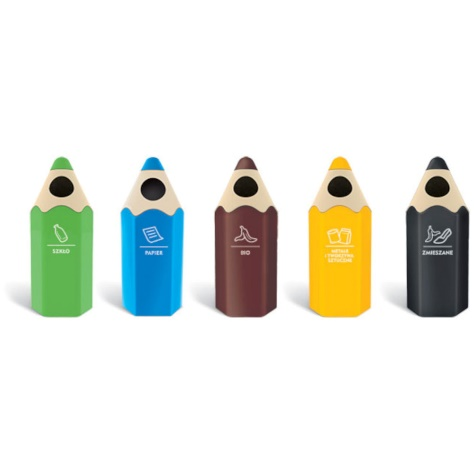 SZKŁO
PAPIER
BIO
METALE
I TWORZYWA
SZTUCZNE
ZMIESZANE